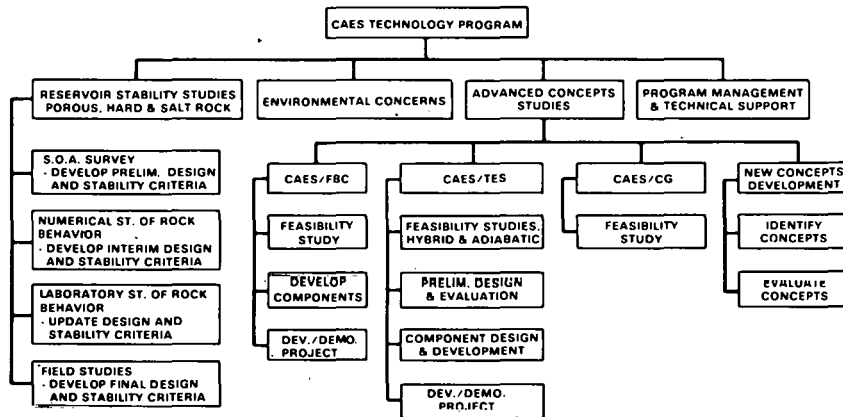 CAES TECHNOLOGY PROGRAM
RESERVOIR STABILITY STUDIES
POROUS, HARD & SALT ROCK
ENVIRONMENTAL CONCERNS
ADVANCED CONCEPTS
STUDIES
PROGRAM MANAGEMENT
& TECHNICAL SUPPORT
S.O.A. SURVEY
· DEVELOP PRELIM. DESIGN
AND STABILITY CRITERIA
NUMERICAL ST. OF ROCK
BEHAVIOR
· DEVELOP INTERIM DESIGN
AND STABILITY CRITERIA
LABORATORY ST. OF ROCK
BEHAVIOR
· UPDATE DESIGN AND
STABILITY CRITERIA
FIELD STUDIES
· DEVELOP FINAL DESIGN
AND STABILITY CRITERIA
CAES/FBC
FEASIBILITY
STUDY
DEVELOP
COMPONENTS
DEV./DEMO.
PROJECT
CAES/TES
FEASIBILITY STUDIES,
HYBRID & ADIABATIC
PRELIM. DESIGN
& EVALUATION
COMPONENT DESIGN
& DEVELOPMENT
DEV./DEMO.
PROJECT
CAES/CG
FEASIBILITY
STUDY
NEW CONCEPTS
DEVELOPMENT
IDENTIFY
CONCEPTS
EVALUATE
CONCEPTS